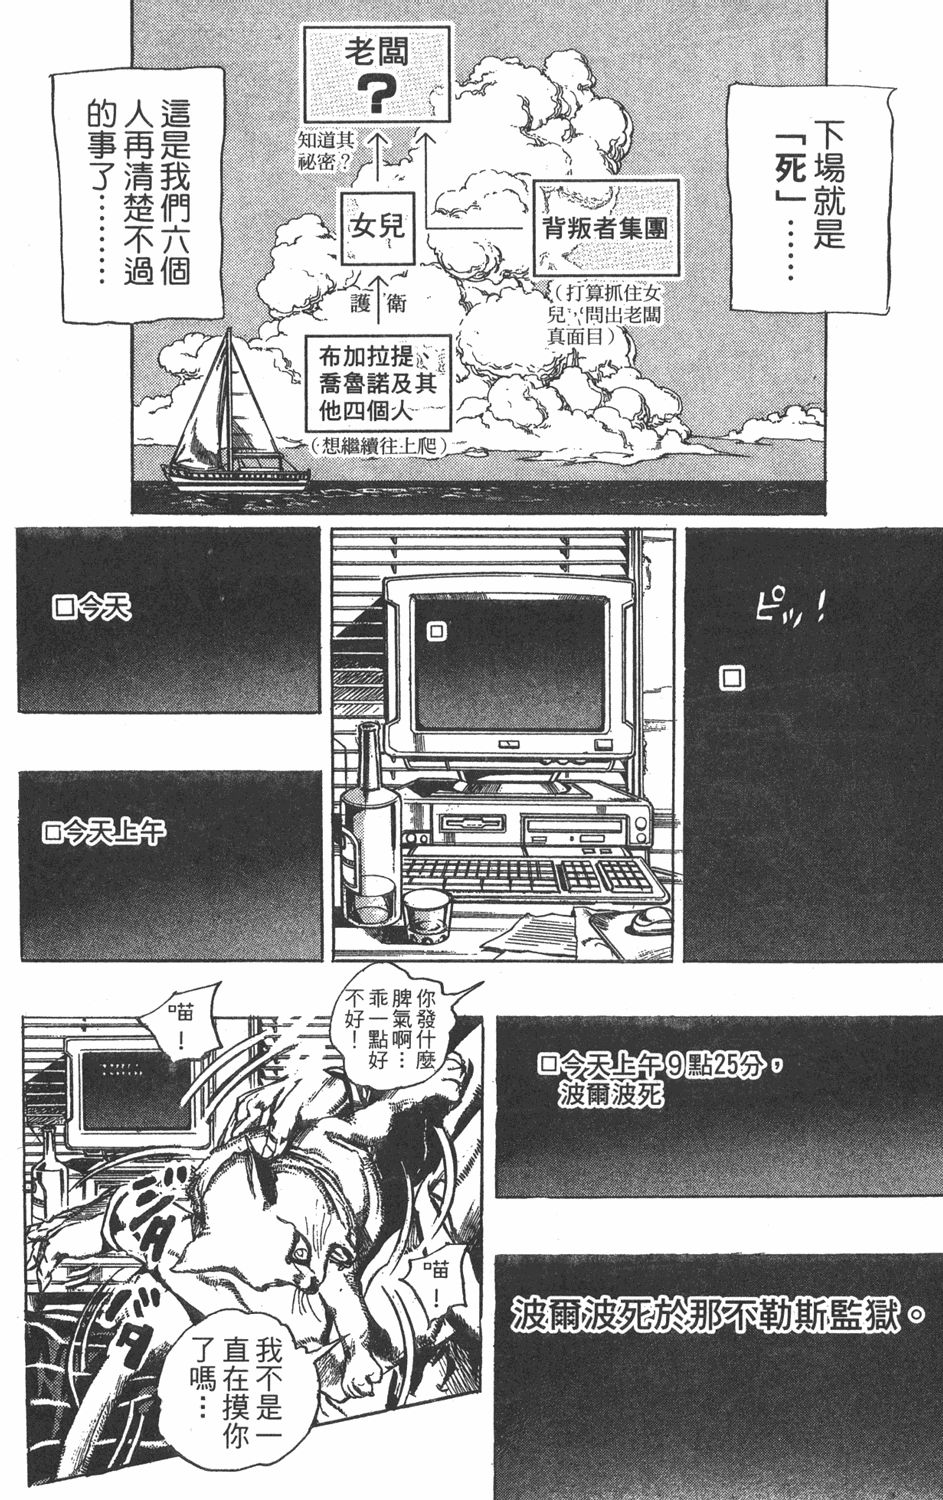 下場就是
「死」……
老闆
?
知道其
祕密？
女兒
背叛者集團
（打算抓住女
兒，問出老闆
真面目）
護衛
布加拉提、
喬魯諾及其
他四個人
（想繼續往上爬）
這是我們六個
人再清楚不過
的事了………
ピッ！
今天
今天上午
今天上午9點25分，
波爾波死
波爾波死於那不勒斯監獄。
你發什麼
脾氣啊…
乖一點好
不好！
喵！
ジタ
ジタ
喵！
我不是一
直在摸你
了嗎…